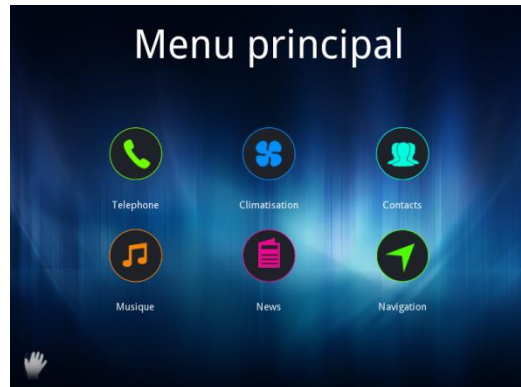 Menu principal
Telephone Climatisation Contacts
Musique News Navigation